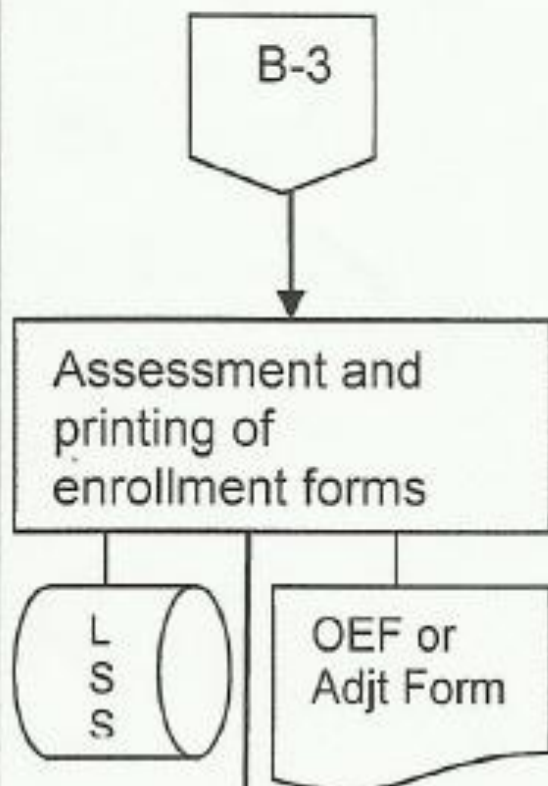 B-3
Assessment and
printing of
enrollment forms
L
S
S
OEF or
Adjt Form